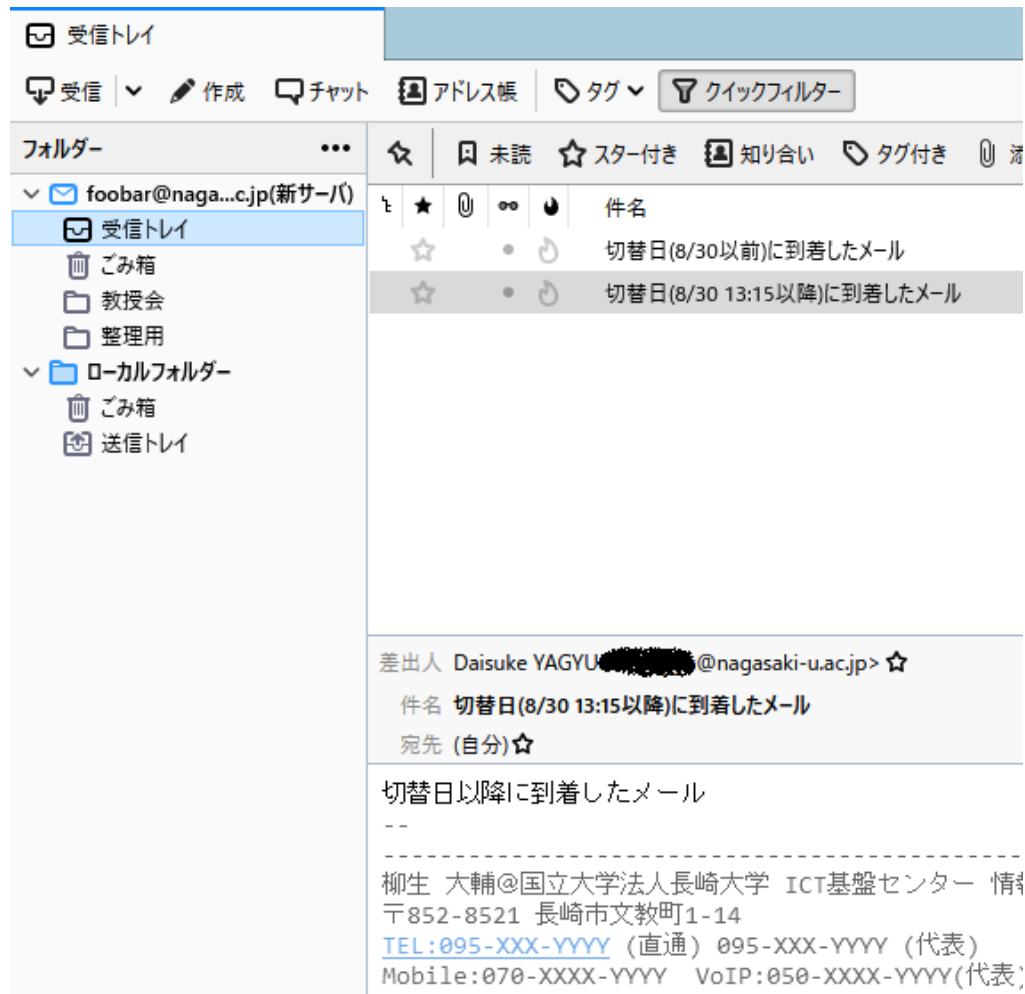 受信トレイ
受信 作成 チャット アドレス帳 タグ クイックフィルター
フォルダー ••• 未読 スター付き 知り合い タグ付き
foobar@naga...c.jp(新サーバ) 件名
受信トレイ 切替日(8/30以前)に到着したメール
ごみ箱 切替日(8/30 13:15以降)に到着したメール
教授会
整理用
ローカルフォルダー
ごみ箱
送信トレイ
差出人 Daisuke YAGYU @nagasaki-u.ac.jp>
件名 切替日(8/30 13:15以降)に到着したメール
宛先 (自分)
切替日以降に到着したメール
--
---------------------------------------------
柳生 大輔@国立大学法人長崎大学 ICT基盤センター
〒852-8521 長崎市文教町1-14
TEL:095-XXX-YYYY (直通) 095-XXX-YYYY (代表)
Mobile:070-XXXX-YYYY VoIP:050-XXXX-YYYY(代表)